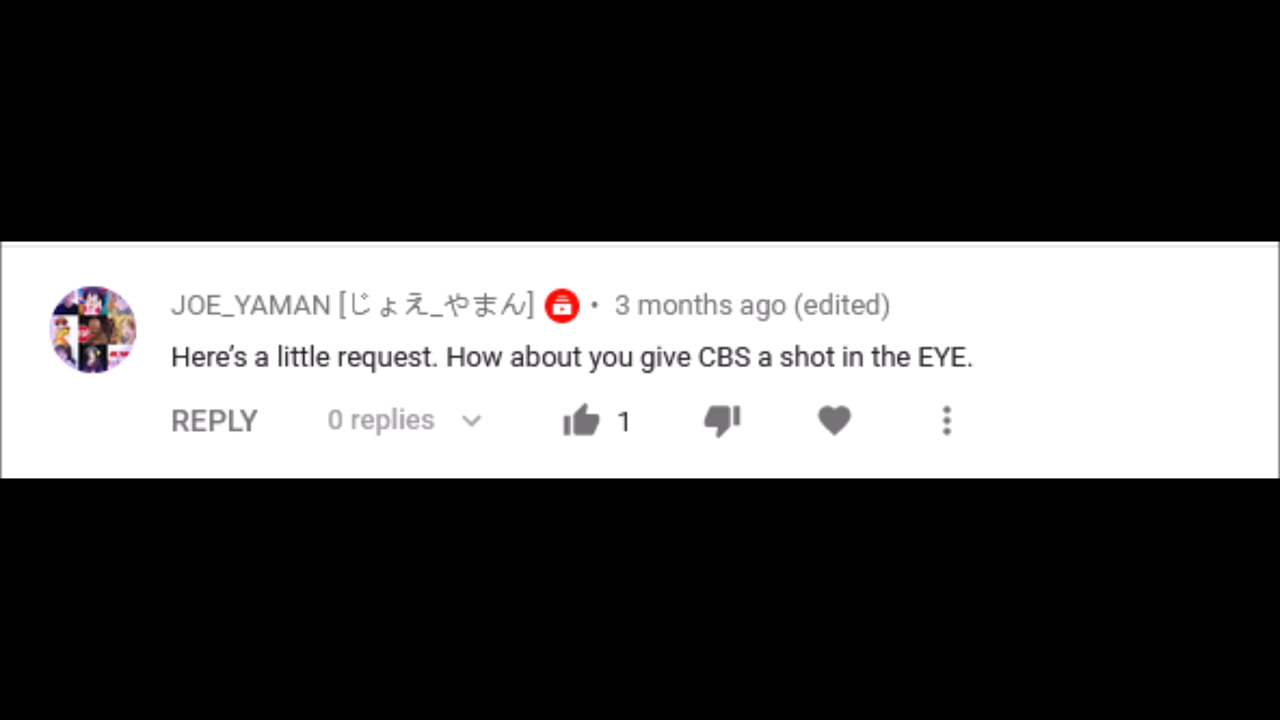 JOE_YAMAN [じょえ_やまん] • 3 months ago (edited)
Here’s a little request. How about you give CBS a shot in the EYE.
REPLY 0 replies 1